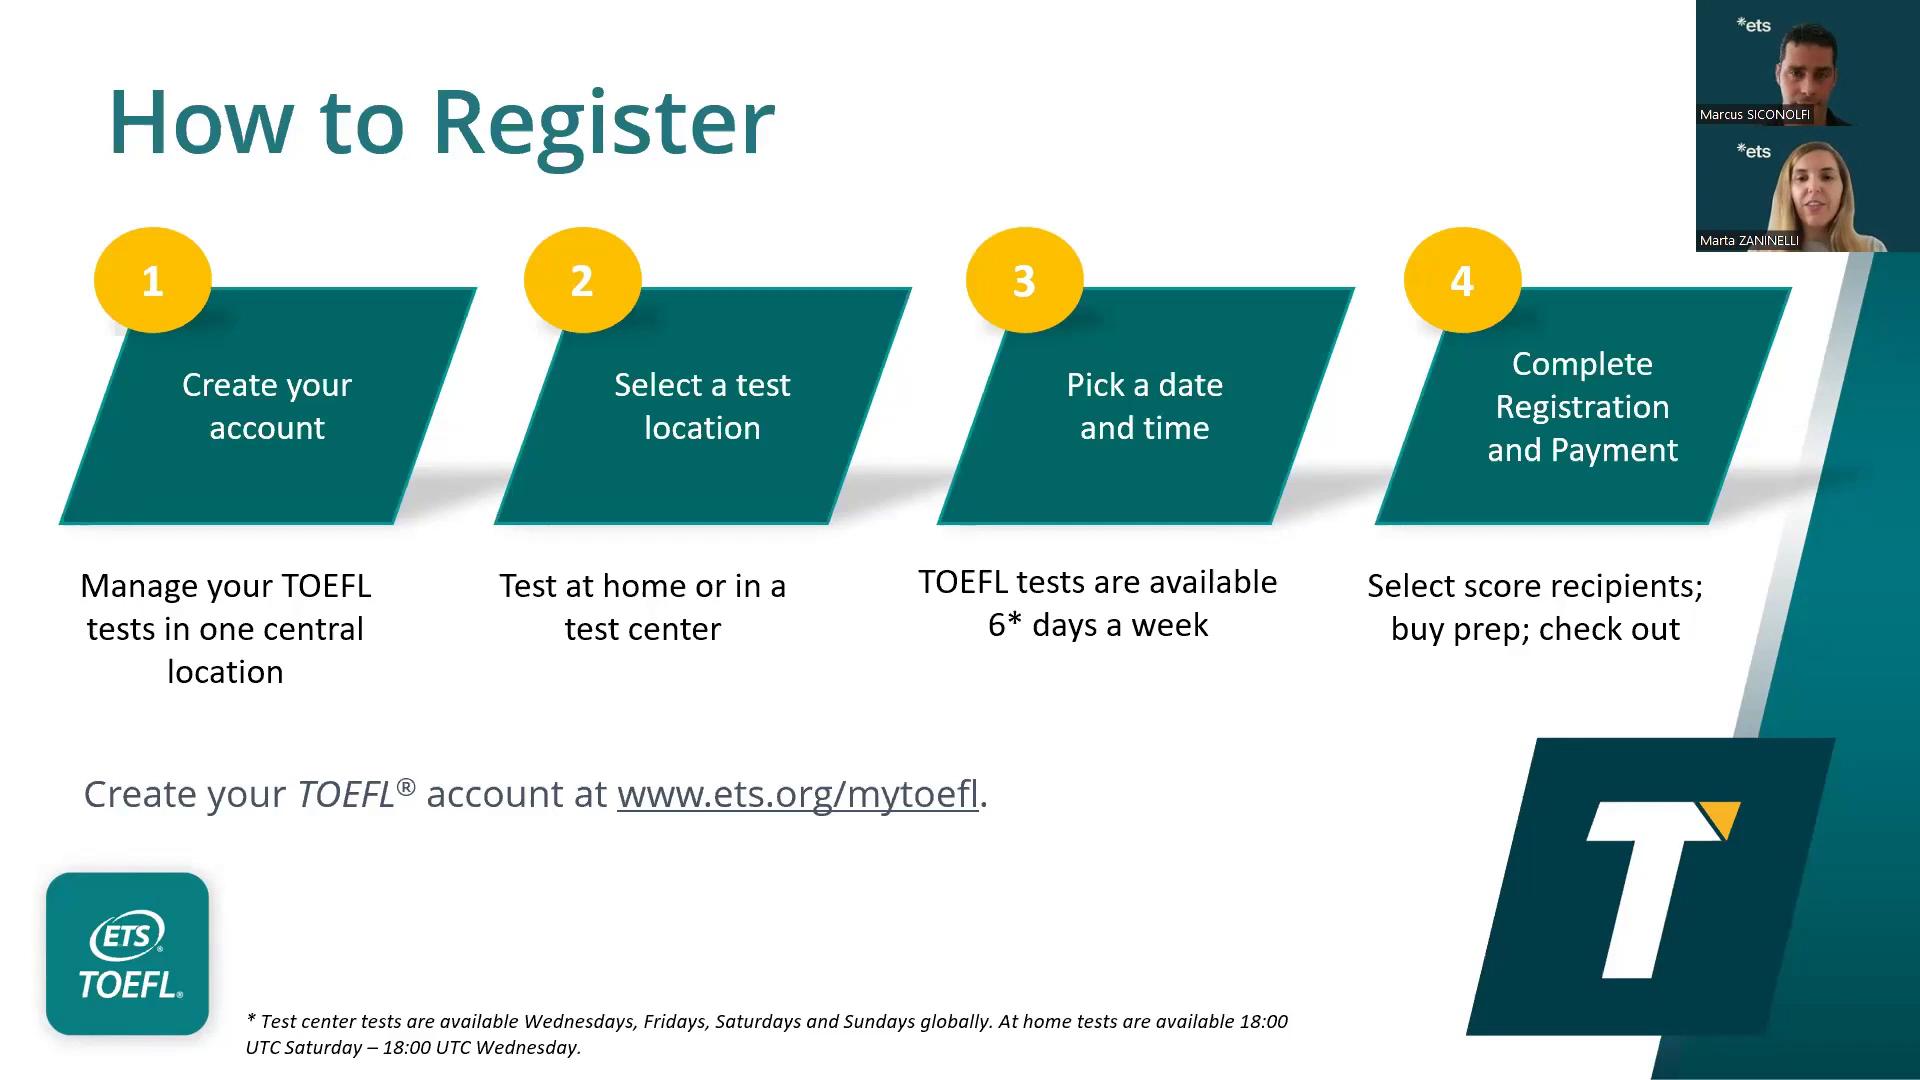 How to Register
*ets
Marcus SICONOLFI
*ets
Marta ZANINELLI
1
Create your
account
Manage your TOEFL
tests in one central
location
2
Select a test
location
Test at home or in a
test center
3
Pick a date
and time
TOEFL tests are available
6* days a week
4
Complete
Registration
and Payment
Select score recipients;
buy prep; check out
Create your TOEFL® account at www.ets.org/mytoefl.
ETS®
TOEFL®
T
* Test center tests are available Wednesdays, Fridays, Saturdays and Sundays globally. At home tests are available 18:00
UTC Saturday – 18:00 UTC Wednesday.